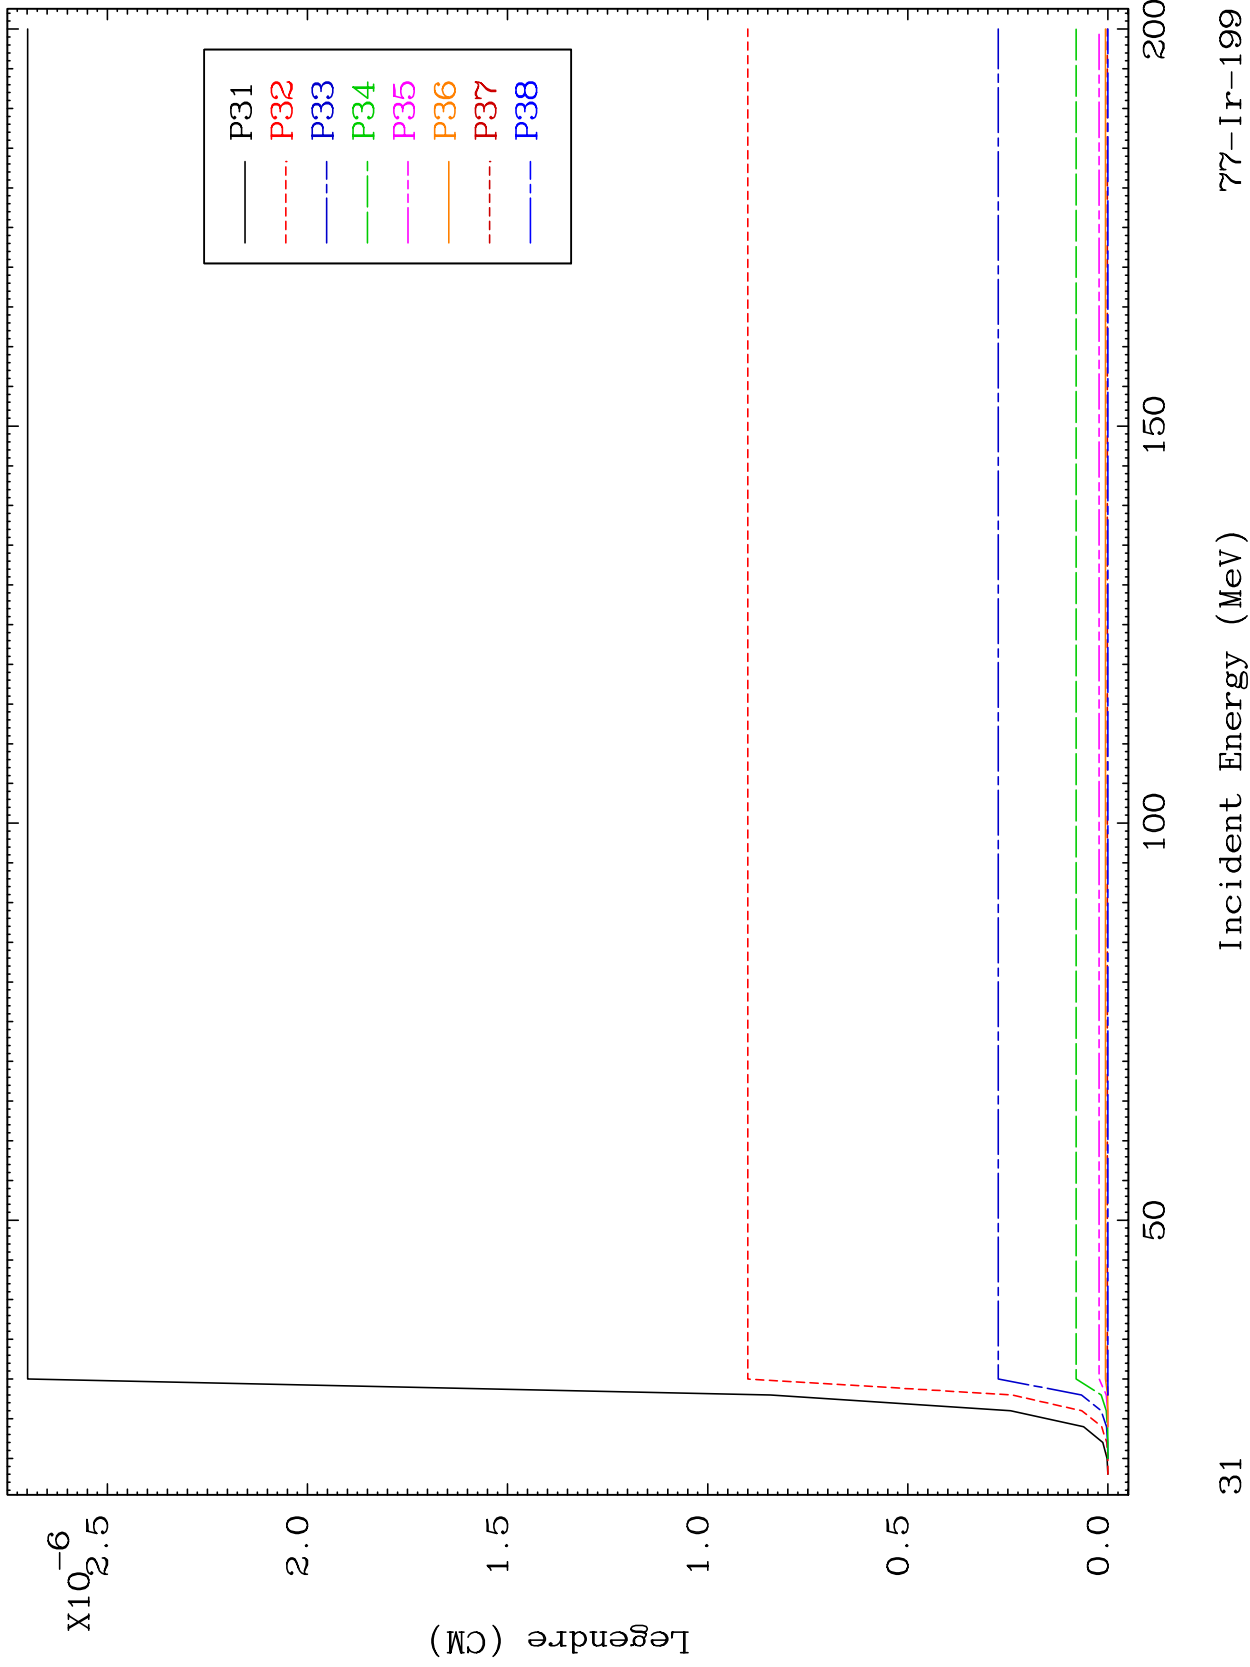 X10-6
2.5
2.0
1.5
1.0
0.5
0.0
Legendre (CM)
P31
P32
P33
P34
P35
P36
P37
P38
50
100
150
200
31
Incident Energy (MeV)
77-Ir-199